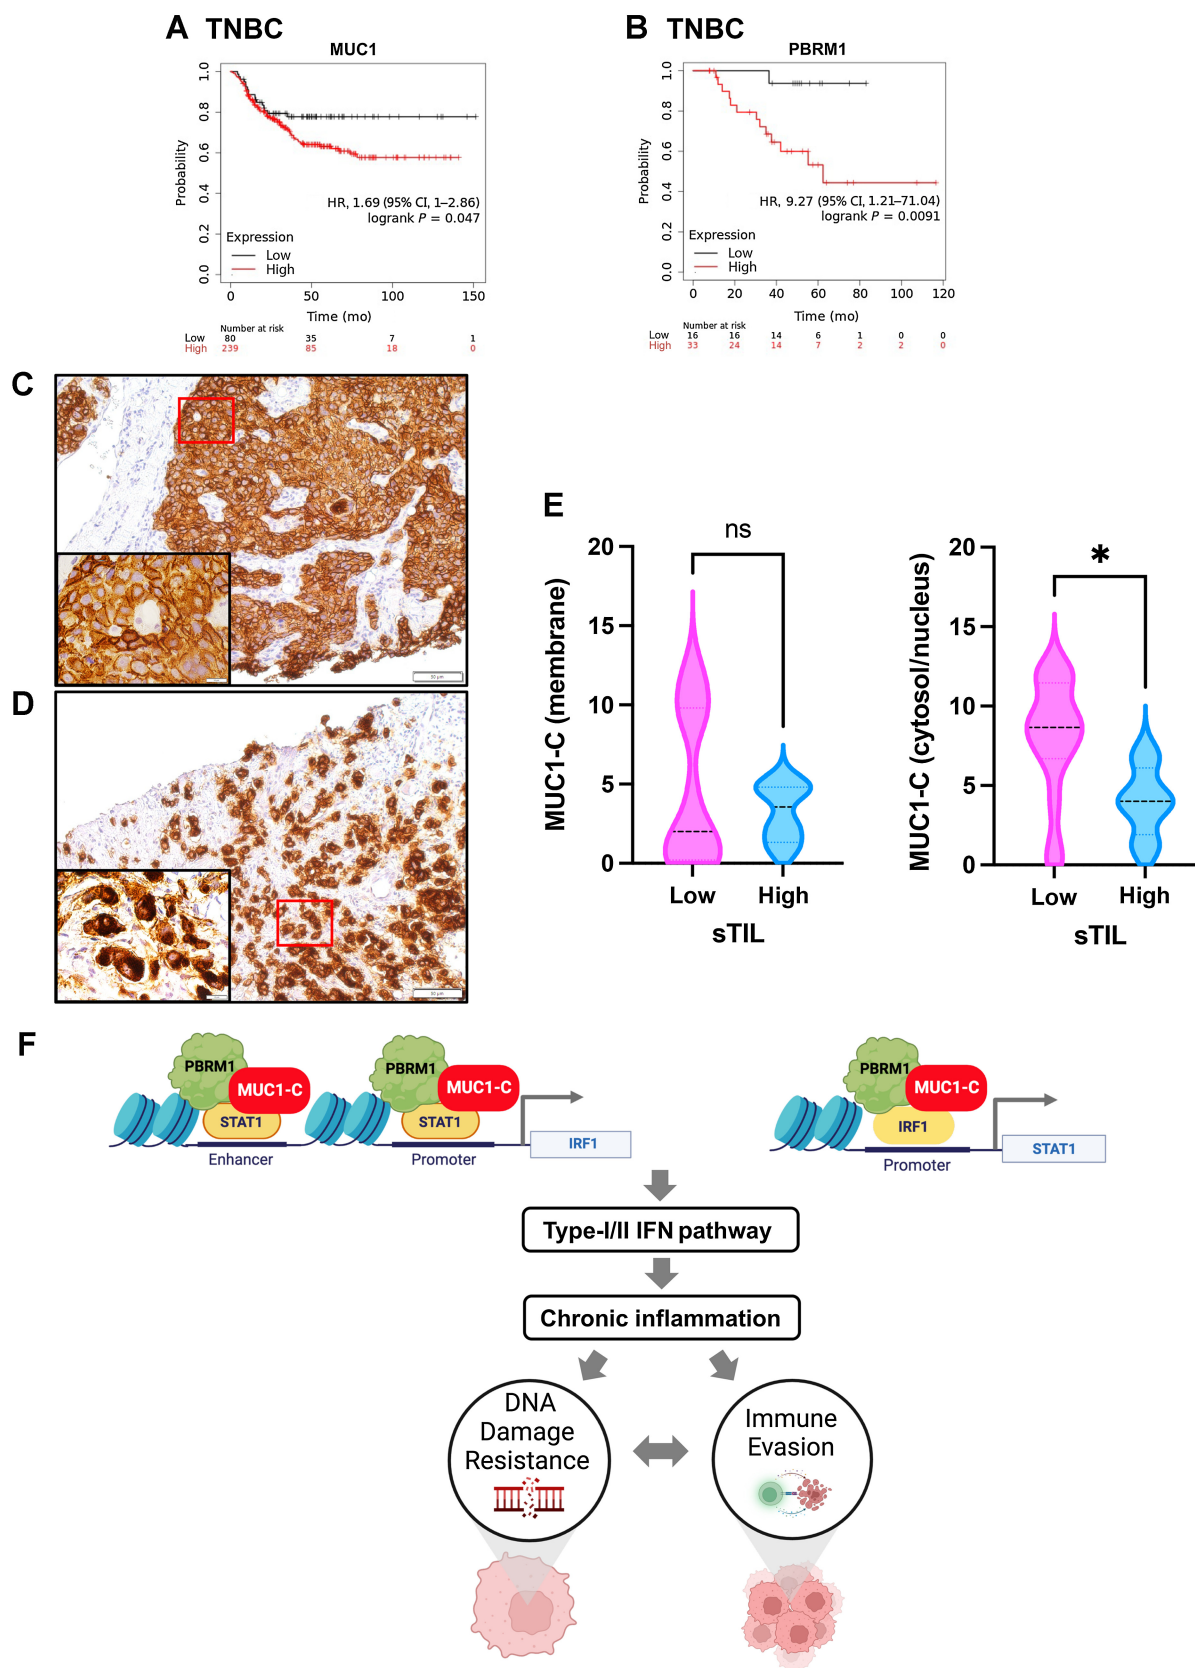 A TNBC
MUC1
Probability
1.0
0.8
0.6
0.4
0.2
0.0
HR, 1.69 (95% CI, 1–2.86)
logrank P = 0.047
Expression
Low
High
0 50 100 150
Time (mo)
Number at risk
Low 80 35 7 1
High 239 85 18 0
B TNBC
PBRM1
Probability
1.0
0.8
0.6
0.4
0.2
0.0
HR, 9.27 (95% CI, 1.21–71.04)
logrank P = 0.0091
Expression
Low
High
0 20 40 60 80 100 120
Time (mo)
Number at risk
Low 16 16 14 6 1 0 0
High 33 24 14 7 2 2 0
C
D
E
MUC1-C (membrane)
20
15
10
5
0
ns
Low High
sTIL
MUC1-C (cytosol/nucleus)
20
15
10
5
0
*
Low High
sTIL
F
PBRM1
MUC1-C
STAT1
Enhancer
PBRM1
MUC1-C
STAT1
Promoter
IRF1
PBRM1
MUC1-C
IRF1
Promoter
STAT1
Type-I/II IFN pathway
Chronic inflammation
DNA
Damage
Resistance
Immune
Evasion